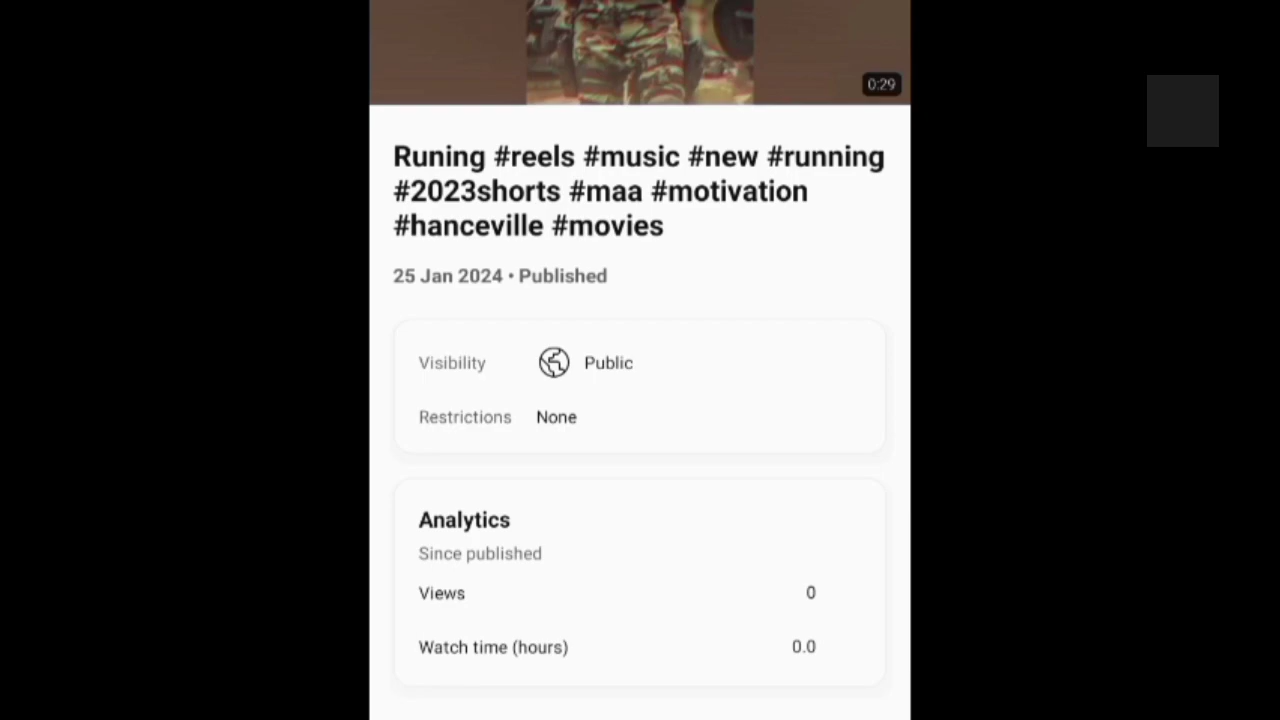 0:29
Runing #reels #music #new #running
#2023shorts #maa #motivation
#hanceville #movies
25 Jan 2024 • Published
Visibility Public
Restrictions None
Analytics
Since published
Views 0
Watch time (hours) 0.0